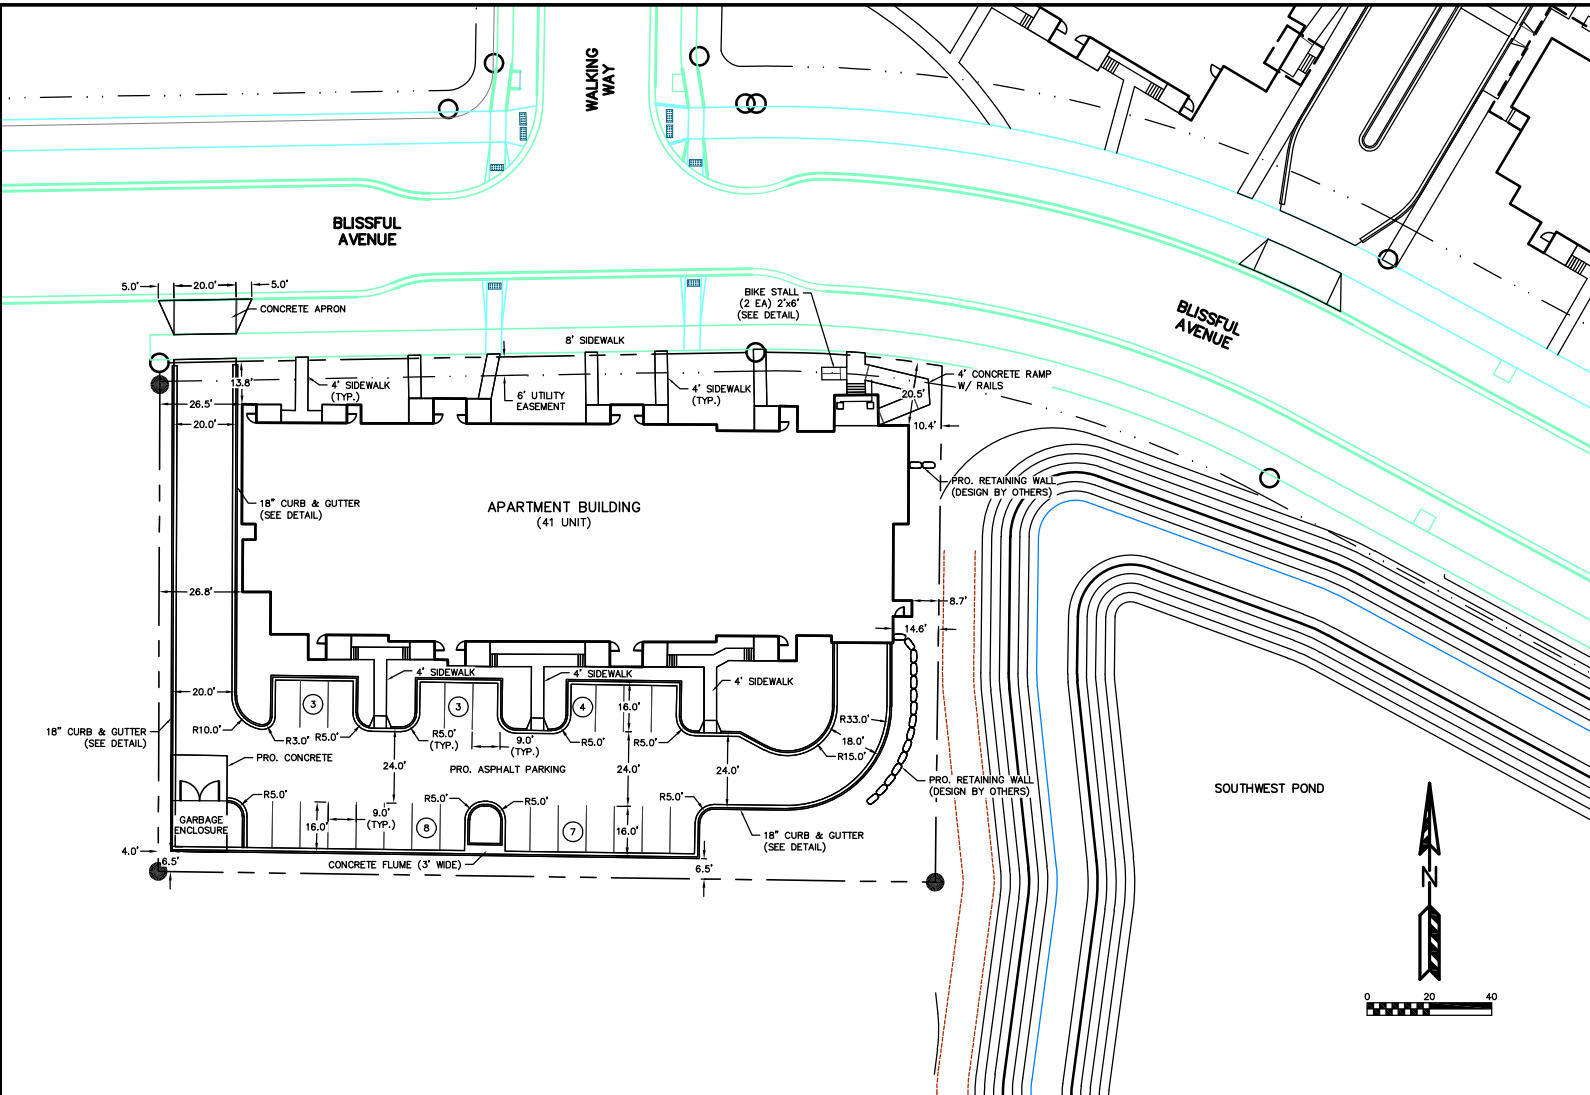 WALKING
WAY
BLISSFUL
AVENUE
5.0'
20.0'
5.0'
CONCRETE APRON
BIKE STALL
(2 EA) 2'x6'
(SEE DETAIL)
BLISSFUL
AVENUE
8' SIDEWALK
13.8'
4' SIDEWALK
(TYP.)
6' UTILITY
EASEMENT
4' SIDEWALK
(TYP.)
4' CONCRETE RAMP
W/ RAILS
20.5'
26.5'
20.0'
10.4'
PRO. RETAINING WALL
(DESIGN BY OTHERS)
18" CURB & GUTTER
(SEE DETAIL)
APARTMENT BUILDING
(41 UNIT)
26.8'
8.7'
14.6'
4' SIDEWALK
4' SIDEWALK
4' SIDEWALK
20.0'
3
3
4
16.0'
18" CURB & GUTTER
(SEE DETAIL)
R10.0'
R3.0'
R5.0'
R5.0'
(TYP.)
9.0'
(TYP.)
R5.0'
R5.0'
R33.0'
18.0'
R15.0'
PRO. CONCRETE
24.0'
PRO. ASPHALT PARKING
24.0'
24.0'
PRO. RETAINING WALL
(DESIGN BY OTHERS)
SOUTHWEST POND
R5.0'
R5.0'
R5.0'
R5.0'
GARBAGE
ENCLOSURE
16.0'
9.0'
(TYP.)
8
7
16.0'
18" CURB & GUTTER
(SEE DETAIL)
4.0'
6.5'
CONCRETE FLUME (3' WIDE)
6.5'
N
0
20
40